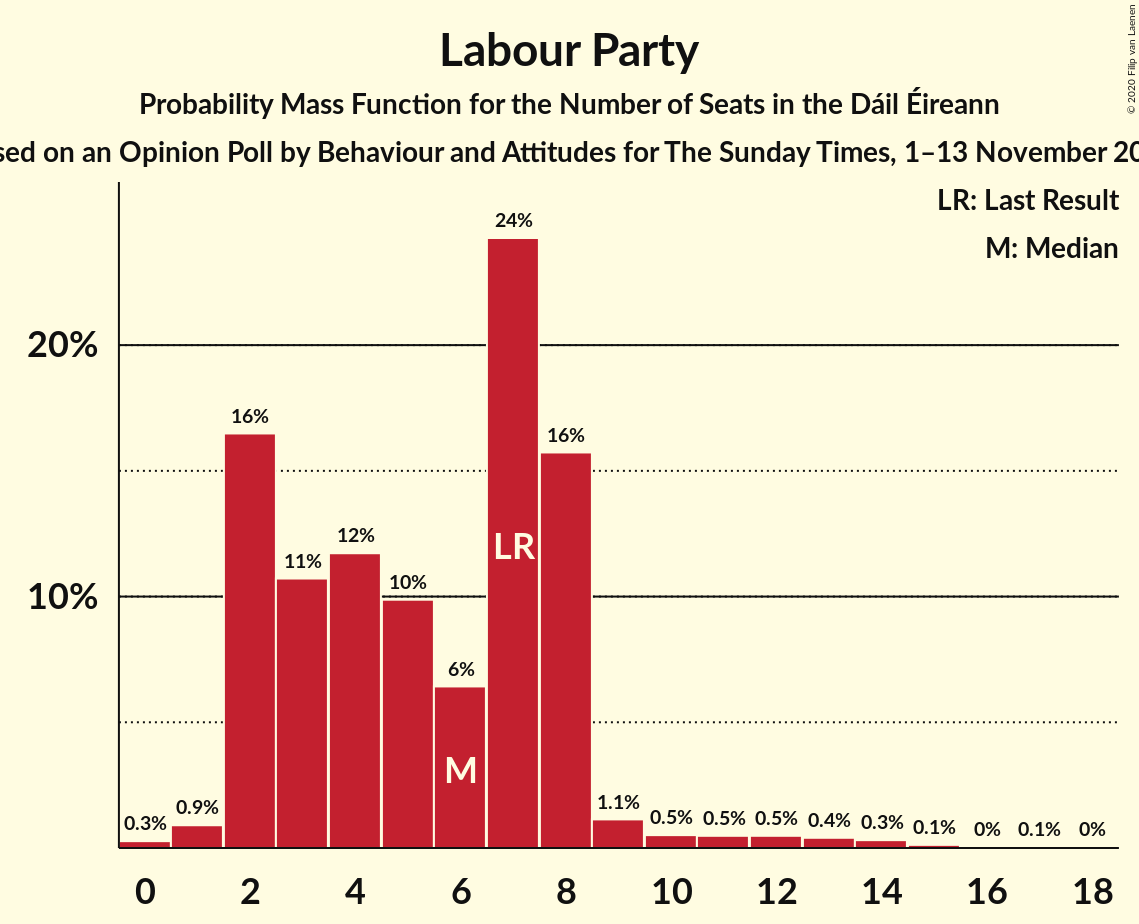 Labour Party
Probability Mass Function for the Number of Seats in the Dáil Éireann
on an Opinion Poll by Behaviour and Attitudes for The Sunday Times, 1–13 November
LR: Last Result
M: Median
24%
20%
16%
16%
12%
11%
10%
10%
6%
LR
M
0.3%
0.9%
1.1%
0.5%
0.5%
0.5%
0.4%
0.3%
0.1%
0%
0.1%
0%
0 2 4 6 8 10 12 14 16 18
© 2020 Filip van Laenen